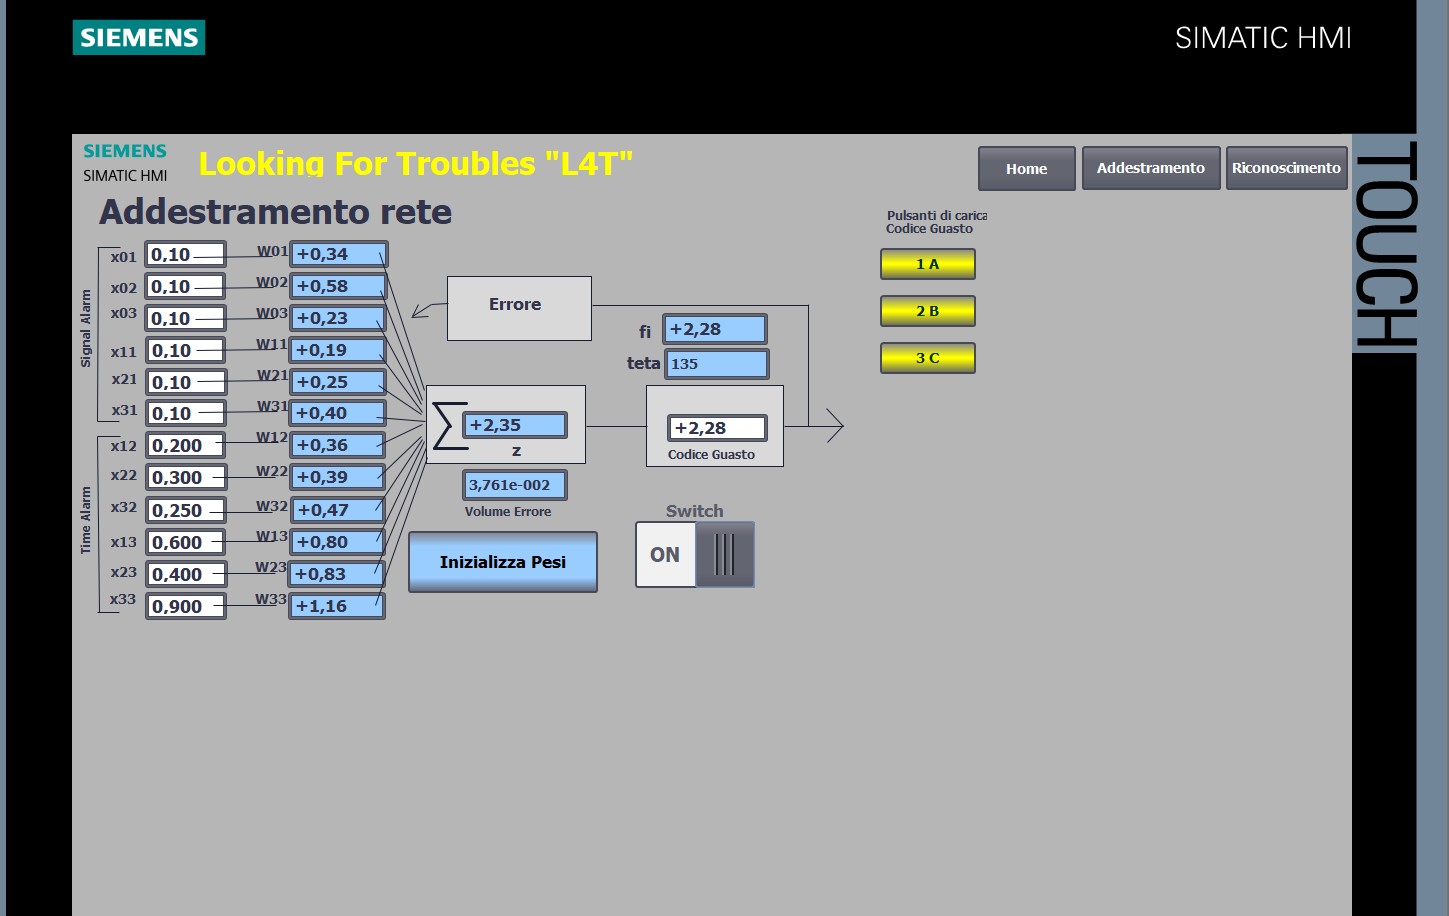 SIEMENS
SIMATIC HMI
TOUCH
SIEMENS
SIMATIC HMI
Looking For Troubles "L4T"
Home
Addestramento
Riconoscimento
Addestramento rete
Pulsanti di carica
Codice Guasto
1 A
2 B
3 C
Signal Alarm
x01 0,10 W01 +0,34
x02 0,10 W02 +0,58
x03 0,10 W03 +0,23
x11 0,10 W11 +0,19
x21 0,10 W21 +0,25
x31 0,10 W31 +0,40
Time Alarm
x12 0,200 W12 +0,36
x22 0,300 W22 +0,39
x32 0,250 W32 +0,47
x13 0,600 W13 +0,80
x23 0,400 W23 +0,83
x33 0,900 W33 +1,16
Errore
fi +2,28
teta 135
∑ +2,35
z
+2,28
Codice Guasto
3,761e-002
Volume Errore
Inizializza Pesi
Switch
ON